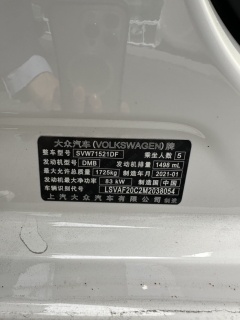 大众汽车(VOLKSWAGEN)牌
整车型号 SVW71521DF 乘坐人数 5
发动机型号 DMB 发动机排量 1498 mL
最大允许总质量 1725kg 制造年月 2021-01
发动机最大净功率 83 kW 制造国 中国
车辆识别代号 LSVAF20C2M2038054
上汽大众汽车有限公司 制造